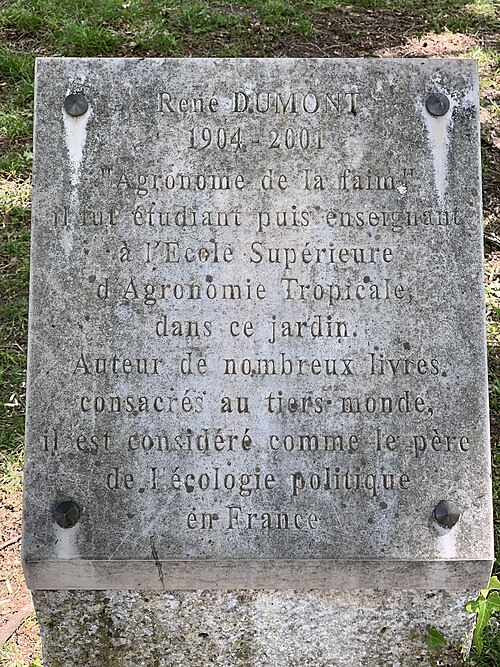 René DUMONT
1904 - 2001
"Agronome de la faim"
il fut étudiant puis enseignant
à l'Ecole Supérieure
d'Agronomie Tropicale,
dans ce jardin.
Auteur de nombreux livres
consacrés au tiers-monde,
il est considéré comme le père
de l'écologie politique
en France